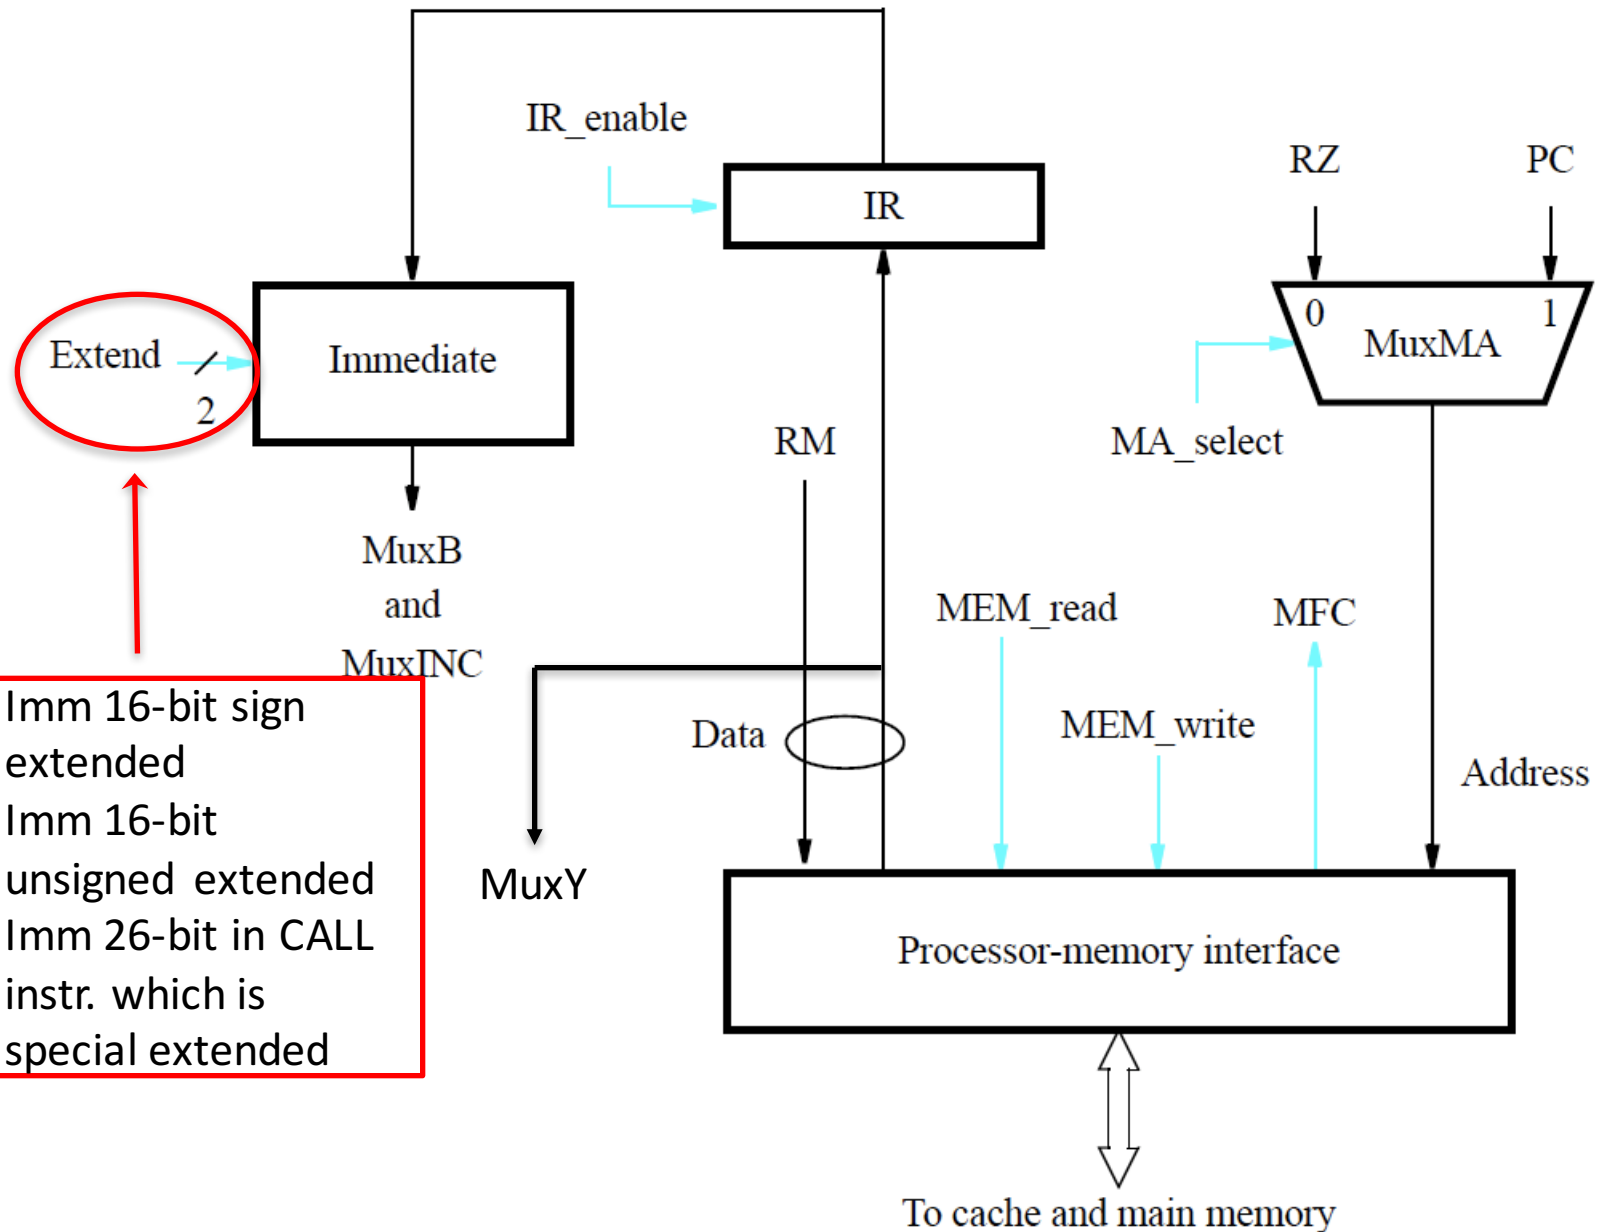 IR_enable
IR
RZ
PC
0
1
MuxMA
Extend
2
Immediate
RM
MA_select
MuxB
and
MuxINC
MEM_read
MFC
Imm 16-bit sign
extended
Imm 16-bit
unsigned extended
Imm 26-bit in CALL
instr. which is
special extended
Data
MEM_write
Address
MuxY
Processor-memory interface
To cache and main memory